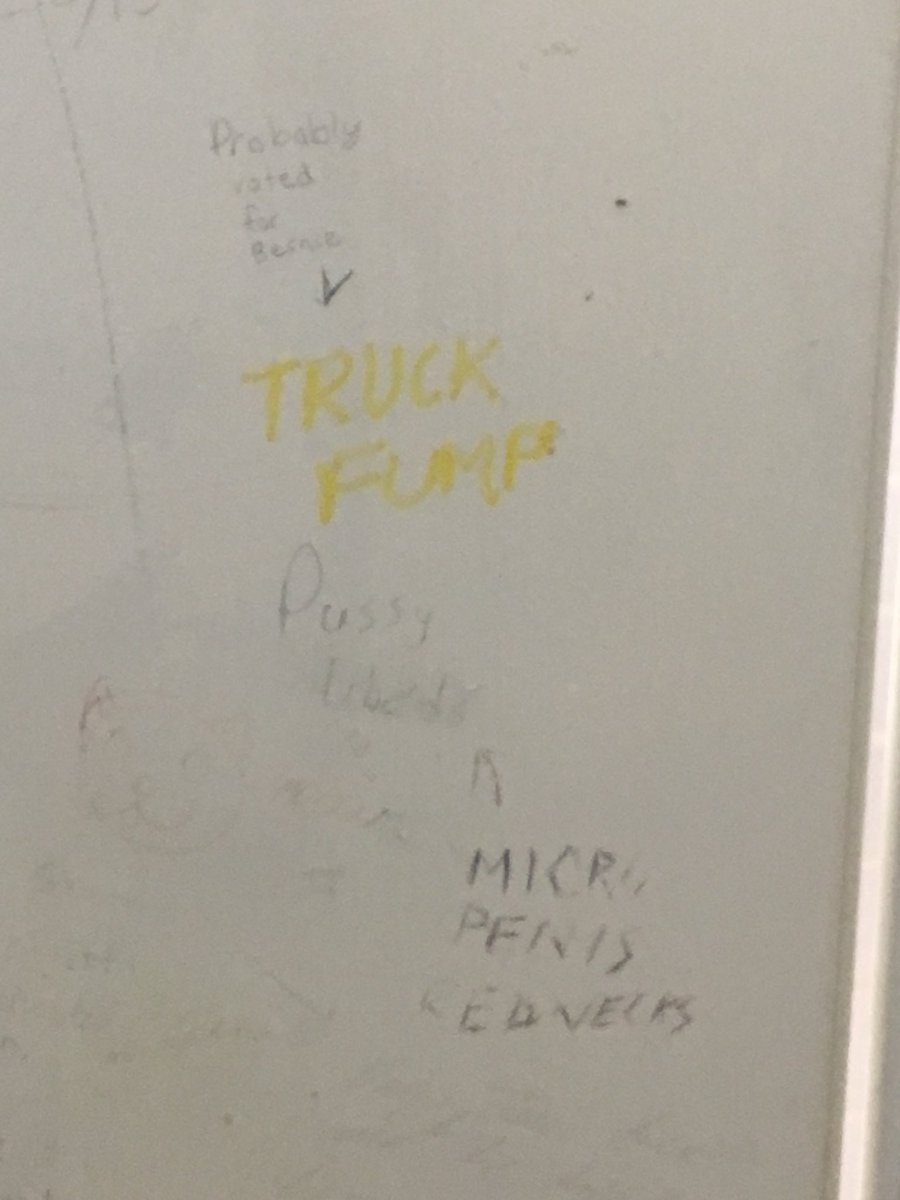 Probably
voted
for
Bernie
TRUCK
FUMP
Pussy
liberals
MICRO
PENIS
REDNECKS